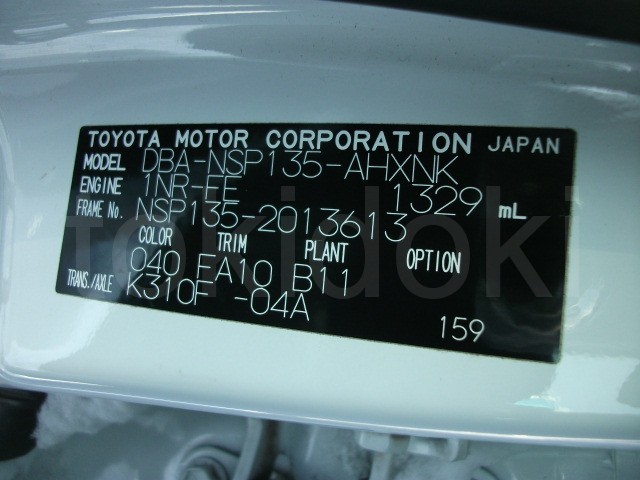 TOYOTA MOTOR CORPORATION JAPAN
MODEL DBA-NSP135-AHXNK
ENGINE 1NR-FE 1329 mL
FRAME No. NSP135-2013613
COLOR TRIM PLANT OPTION
040 FA10 B11
TRANS./AXLE K310F -04A
159
tokidoki